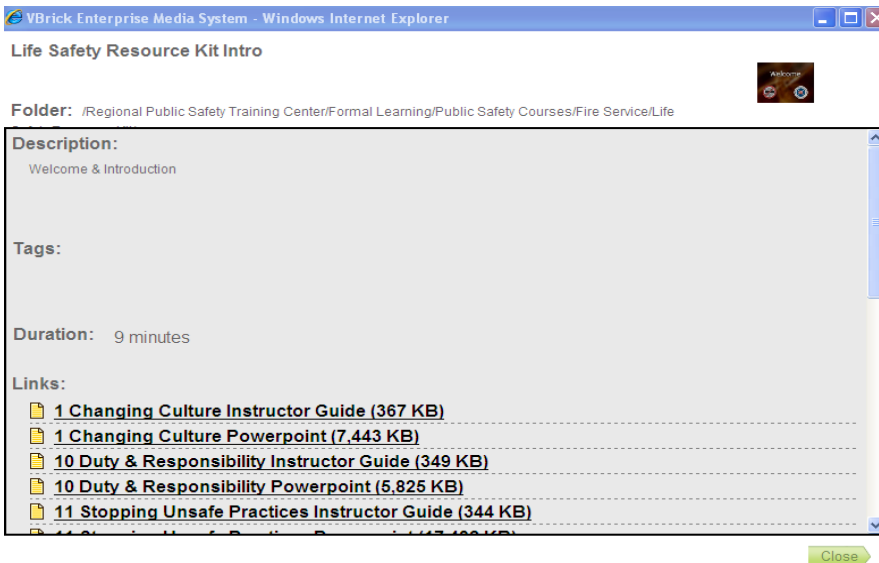 VBrick Enterprise Media System - Windows Internet Explorer
Life Safety Resource Kit Intro
Welcome
Folder: /Regional Public Safety Training Center/Formal Learning/Public Safety Courses/Fire Service/Life
Description:
Welcome & Introduction
Tags:
Duration: 9 minutes
Links:
1 Changing Culture Instructor Guide (367 KB)
1 Changing Culture Powerpoint (7,443 KB)
10 Duty & Responsibility Instructor Guide (349 KB)
10 Duty & Responsibility Powerpoint (5,825 KB)
11 Stopping Unsafe Practices Instructor Guide (344 KB)
Close